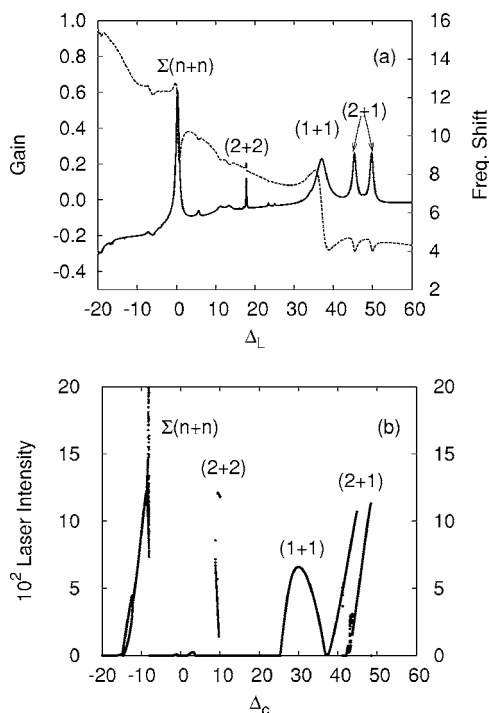 1.0
0.8
0.6
0.4
0.2
0.0
-0.2
-0.4
Gain
16
14
12
10
8
6
4
2
Freq. Shift
(a)
Σ(n+n)
(2+2)
(1+1)
(2+1)
-20 -10 0 10 20 30 40 50 60
Δ_L
20
15
10
5
0
10² Laser Intensity
20
15
10
5
0
(b)
Σ(n+n)
(2+2)
(1+1)
(2+1)
-20 -10 0 10 20 30 40 50 60
Δ_c